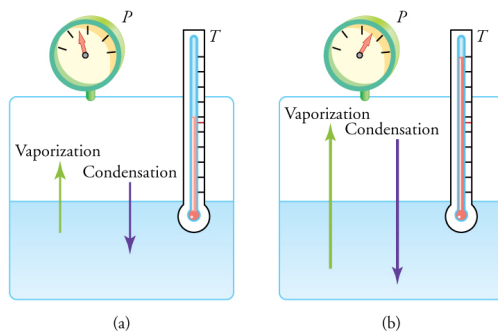 P
T
Vaporization
Condensation
(a)
P
T
Vaporization
Condensation
(b)